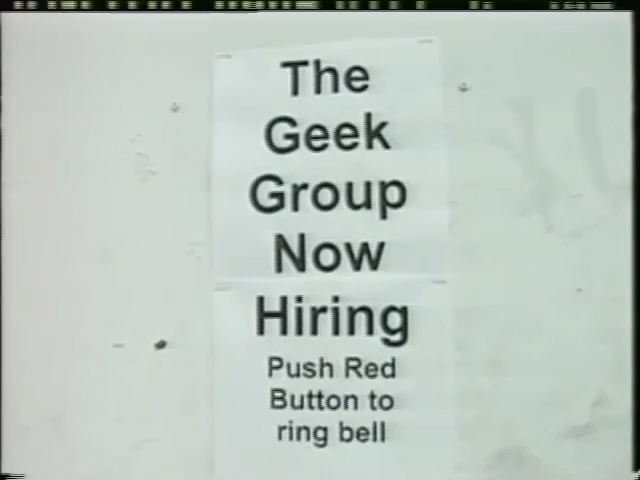 The
Geek
Group
Now
Hiring
Push Red
Button to
ring bell